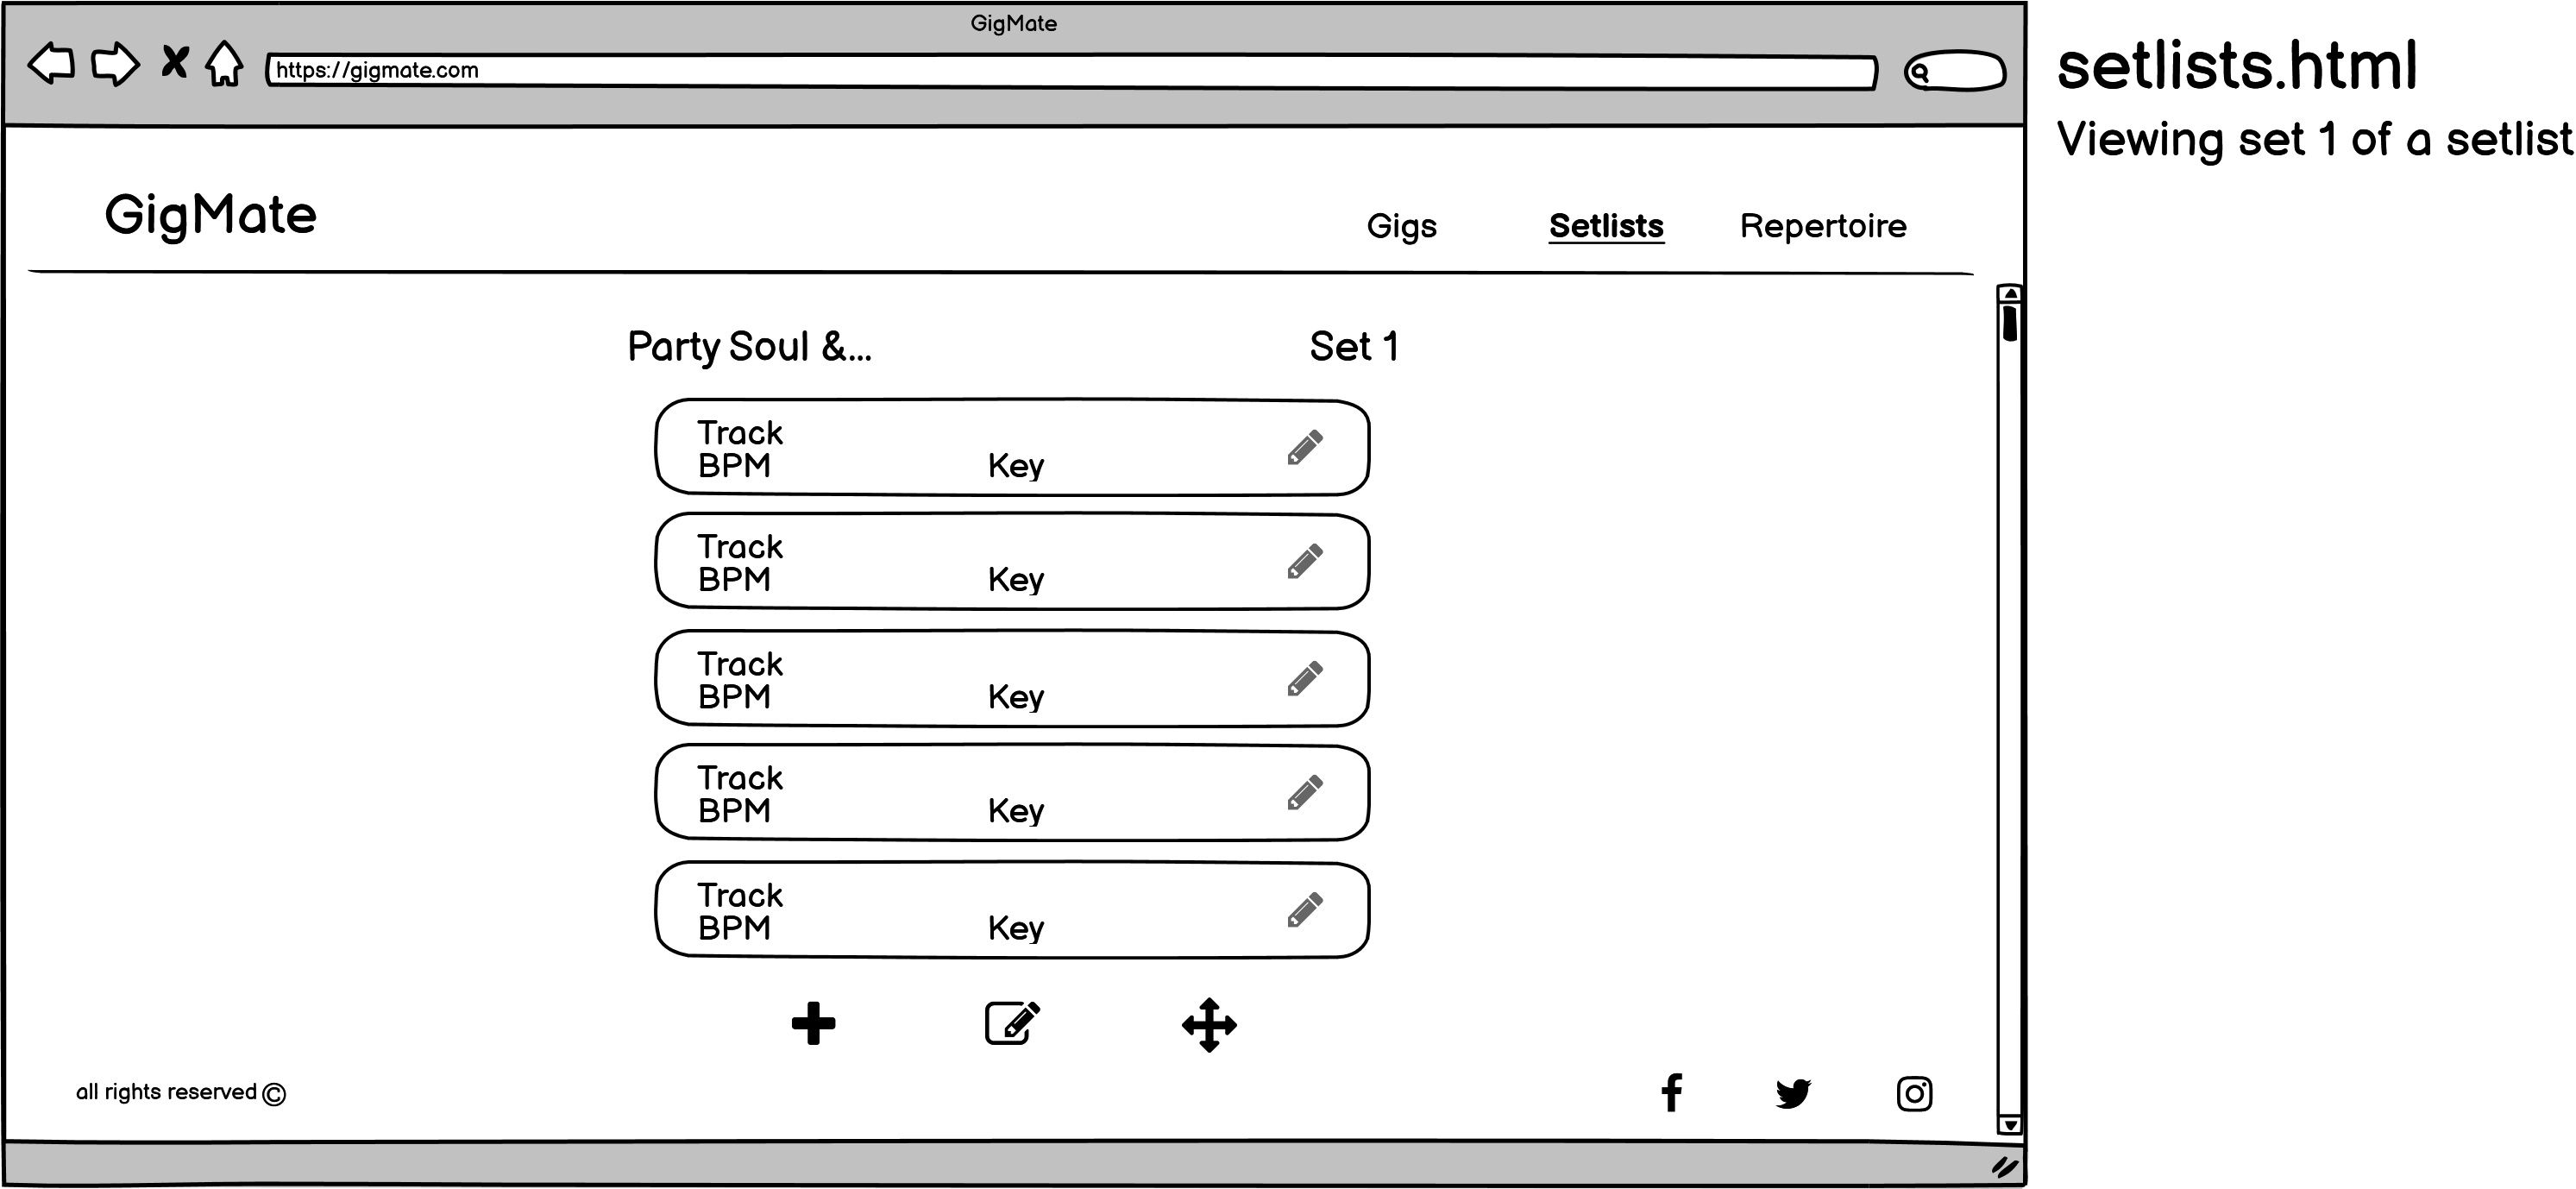 GigMate
https://gigmate.com
setlists.html
Viewing set 1 of a setlist
GigMate
Gigs
Setlists
Repertoire
Party Soul &...
Set 1
Track
BPM Key
Track
BPM Key
Track
BPM Key
Track
BPM Key
Track
BPM Key
all rights reserved ©